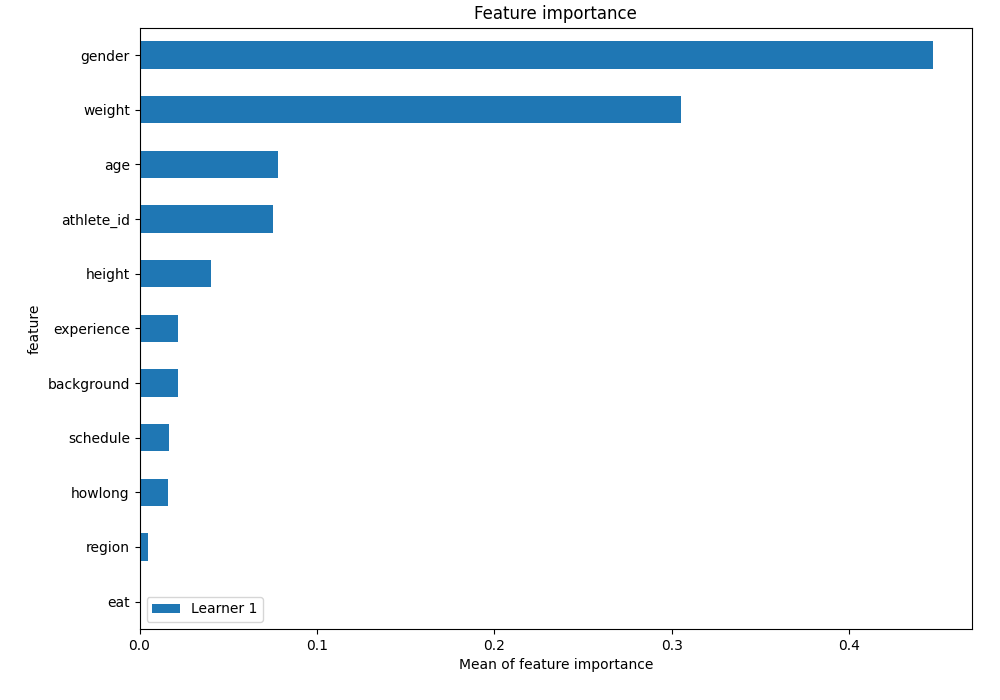 Feature importance
gender
weight
age
athlete_id
height
experience
background
schedule
howlong
region
eat
feature
Learner 1
0.0 0.1 0.2 0.3 0.4
Mean of feature importance